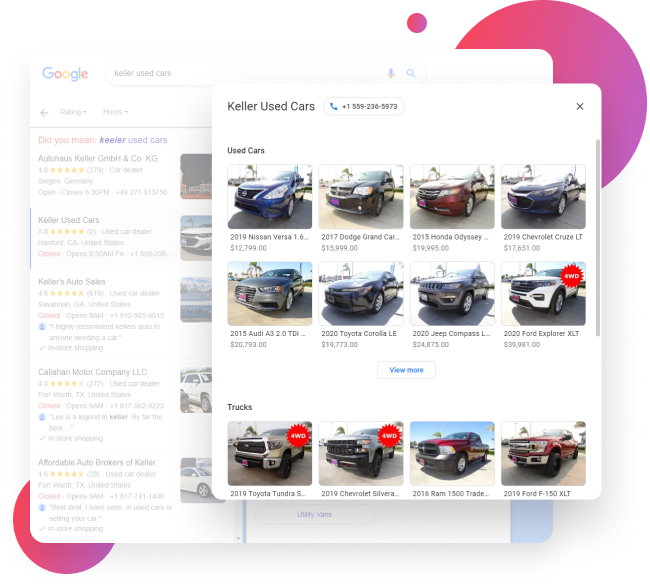 Google
keller used cars
Rating
Hours
Did you mean: keeler used cars
Autohaus Keller GmbH & Co. KG
4.9 (279) · Car dealer
Siegen, Germany
Open · Closes 6:30PM · +49 271 313750
Keller Used Cars
5.0 (2) · Used car dealer
Hanford, CA, United States
Closed · Opens 8:30AM Fri · +1 559-236-
Keller's Auto Sales
4.6 (619) · Used car dealer
Savannah, GA, United States
Closed · Opens 9AM · +1 912-925-6615
"I highly recommend kellers auto to
anyone needing a car."
In-store shopping
Callahan Motor Company LLC
4.0 (277) · Used car dealer
Fort Worth, TX, United States
Closed · Opens 9AM · +1 817-562-5223
"Lee is a legend in keller. By far the
best ..."
In-store shopping
Affordable Auto Brokers of Keller
4.6 (28) · Used car dealer
Fort Worth, TX, United States
Closed · Opens 9AM · +1 817-741-1400
"Best deal. I have seen, in used cars or
selling your car."
In-store shopping
Utility Vans
Keller Used Cars
+1 559-236-5973
Used Cars
2019 Nissan Versa 1.6...
$12,799.00
2017 Dodge Grand Car...
$15,999.00
2015 Honda Odyssey ...
$19,995.00
2019 Chevrolet Cruze LT
$17,651.00
4WD
2015 Audi A3 2.0 TDI ...
$20,793.00
2020 Toyota Corolla LE
$19,773.00
2020 Jeep Compass L...
$24,875.00
2020 Ford Explorer XLT
$39,981.00
View more
Trucks
4WD
4WD
2019 Toyota Tundra S...
2019 Chevrolet Silvera...
2016 Ram 1500 Trade...
2019 Ford F-150 XLT